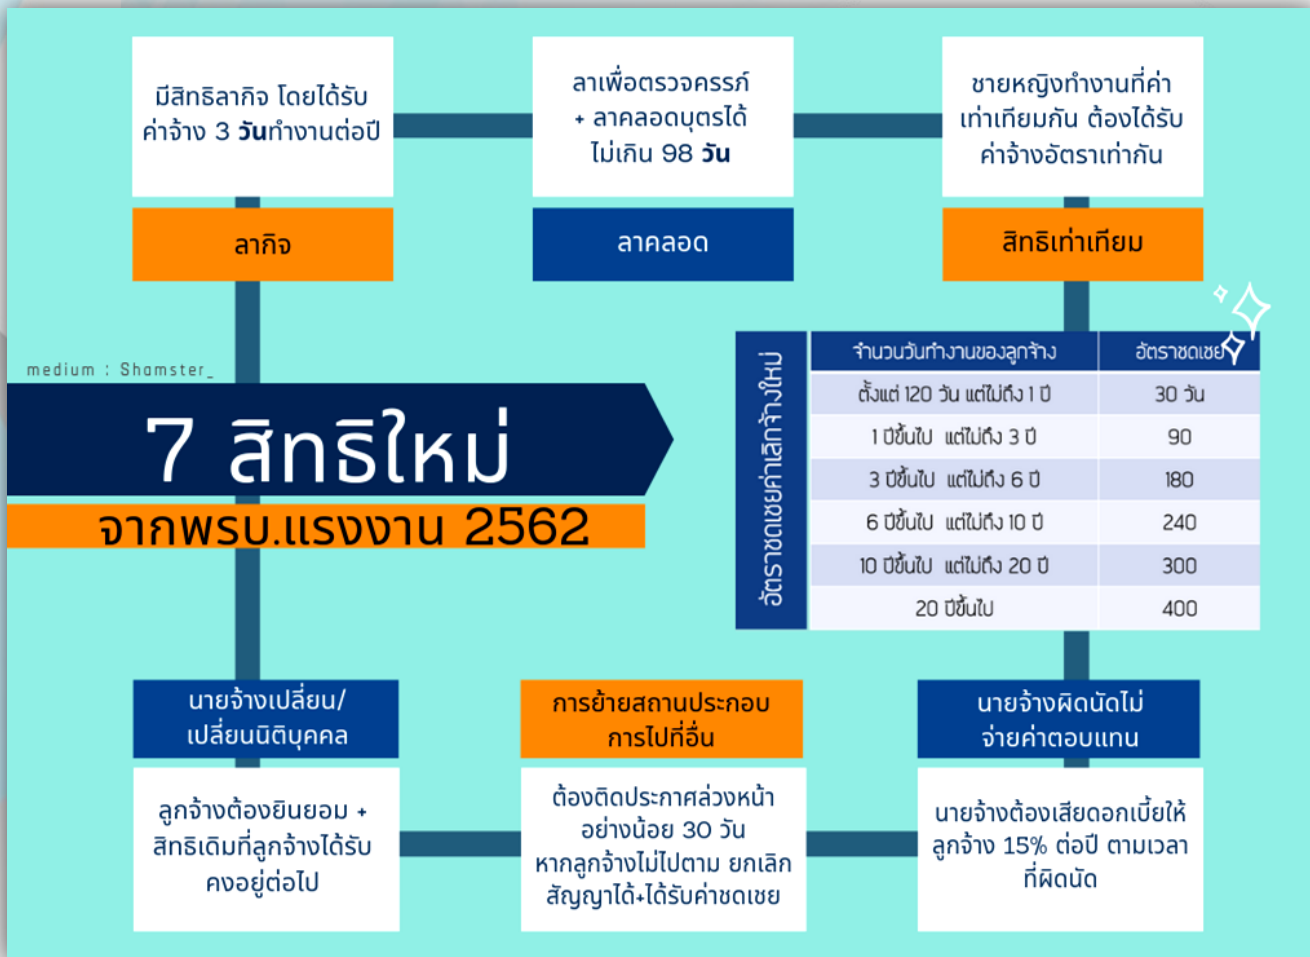 มีสิทธิลากิจ โดยได้รับ
ค่าจ้าง 3 วันทำงานต่อปี
ลากิจ
ลาเพื่อตรวจครรภ์
+ ลาคลอดบุตรได้
ไม่เกิน 98 วัน
ลาคลอด
ชายหญิงทำงานที่ค่า
เท่าเทียมกัน ต้องได้รับ
ค่าจ้างอัตราเท่ากัน
สิทธิเท่าเทียม
medium : Shamster_
7 สิทธิใหม่
จากพรบ.แรงงาน 2562
อัตราชดเชยค่าเลิกจ้างใหม่
จำนวนวันทำงานของลูกจ้าง อัตราชดเชย
ตั้งแต่ 120 วัน แต่ไม่ถึง 1 ปี 30 วัน
1 ปีขึ้นไป แต่ไม่ถึง 3 ปี 90
3 ปีขึ้นไป แต่ไม่ถึง 6 ปี 180
6 ปีขึ้นไป แต่ไม่ถึง 10 ปี 240
10 ปีขึ้นไป แต่ไม่ถึง 20 ปี 300
20 ปีขึ้นไป 400
นายจ้างเปลี่ยน/
เปลี่ยนนิติบุคคล
ลูกจ้างต้องยินยอม +
สิทธิเดิมที่ลูกจ้างได้รับ
คงอยู่ต่อไป
การย้ายสถานประกอบ
การไปที่อื่น
ต้องติดประกาศล่วงหน้า
อย่างน้อย 30 วัน
หากลูกจ้างไม่ไปตาม ยกเลิก
สัญญาได้+ได้รับค่าชดเชย
นายจ้างผิดนัดไม่
จ่ายค่าตอบแทน
นายจ้างต้องเสียดอกเบี้ยให้
ลูกจ้าง 15% ต่อปี ตามเวลา
ที่ผิดนัด